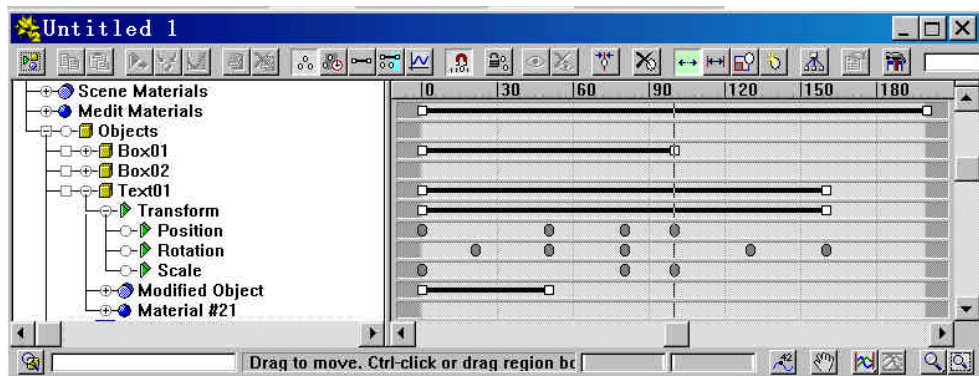 Untitled 1
0 30 60 90 120 150 180
Scene Materials
Medit Materials
Objects
Box01
Box02
Text01
Transform
Position
Rotation
Scale
Modified Object
Material #21
Drag to move. Ctrl-click or drag region bo